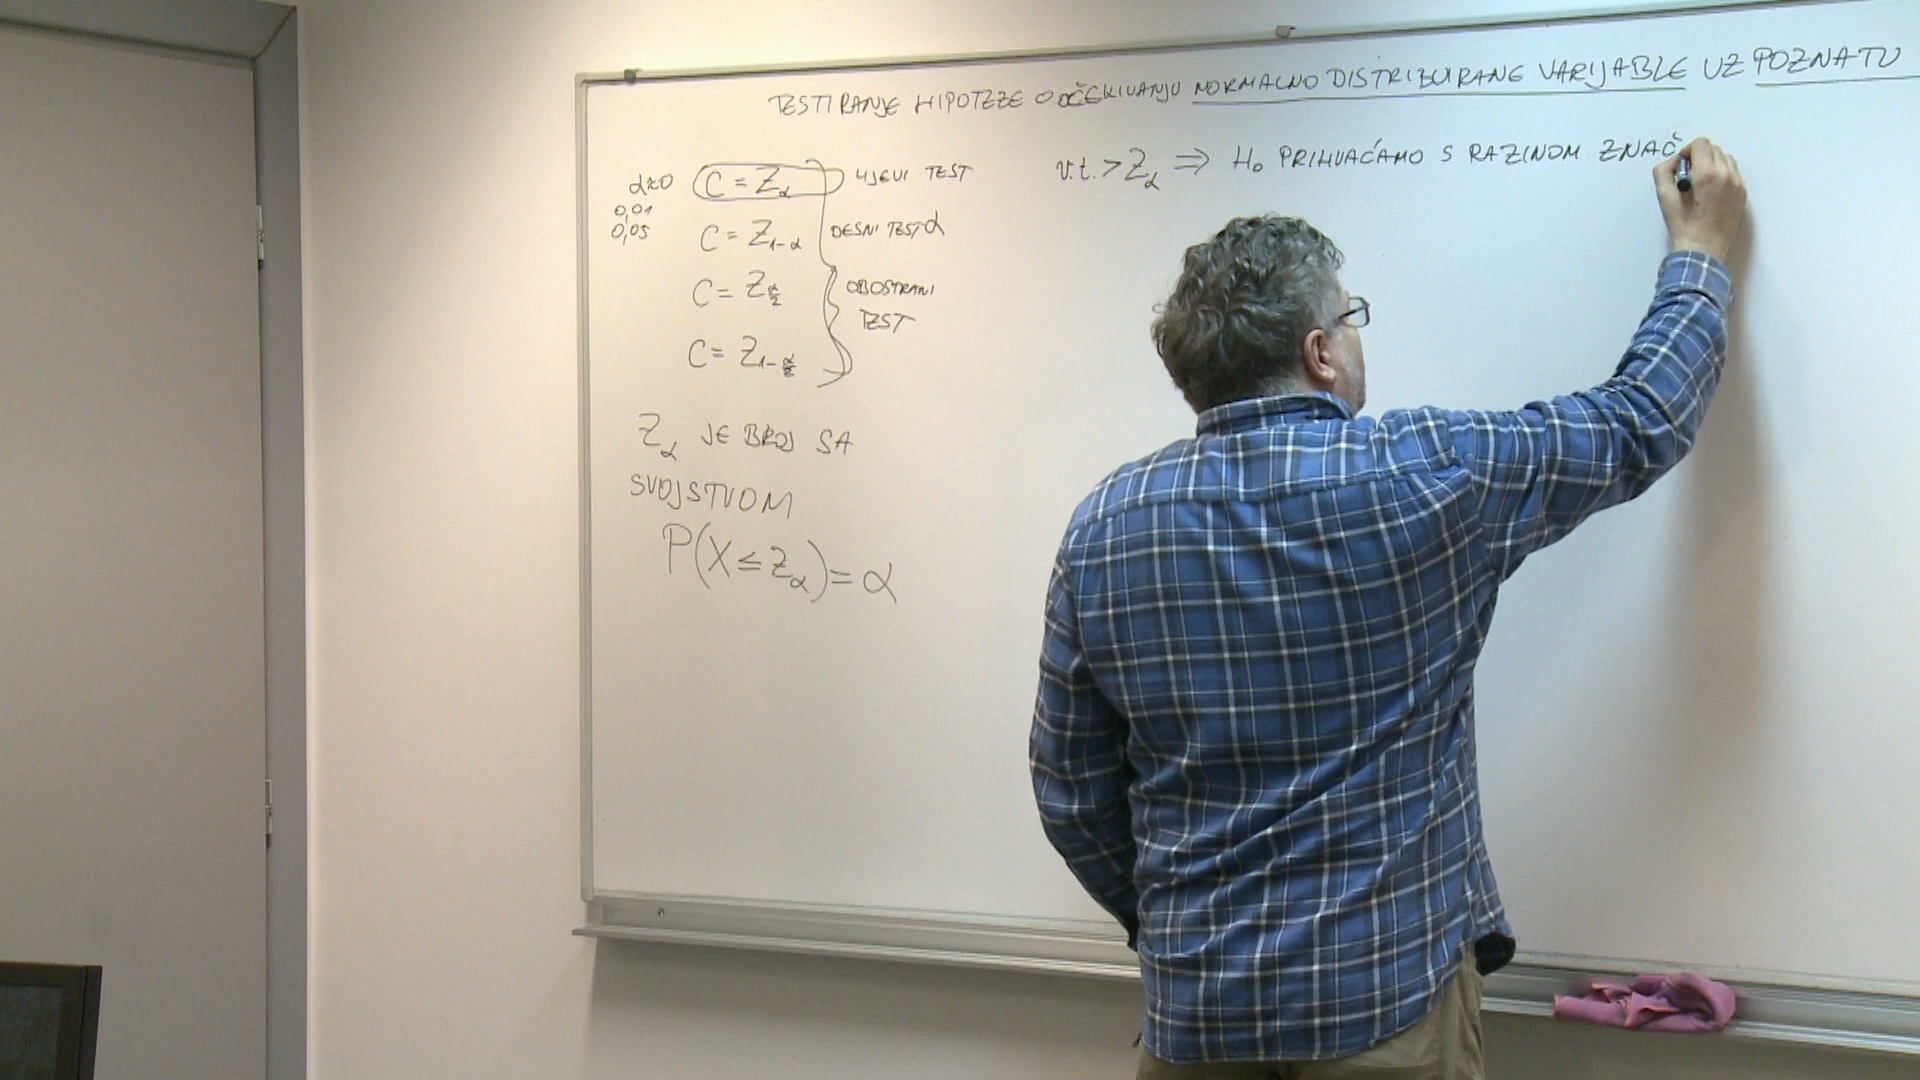 TESTIRANJE HIPOTEZE O OČEKIVANJU NORMALNO DISTRIBUIRANE VARIJABLE UZ POZNATU
α≈0 C = Z_α LIJEVI TEST
0,01
0,05
C = Z_{1-α} DESNI TEST α
C = Z_{α/2} OBOSTRANI
TEST
C = Z_{1-α/2}
Z_α JE BROJ SA
SVOJSTVOM
P(X ≤ Z_α) = α
v.t. > Z_α ⇒ H₀ PRIHVAĆAMO S RAZINOM ZNAČ